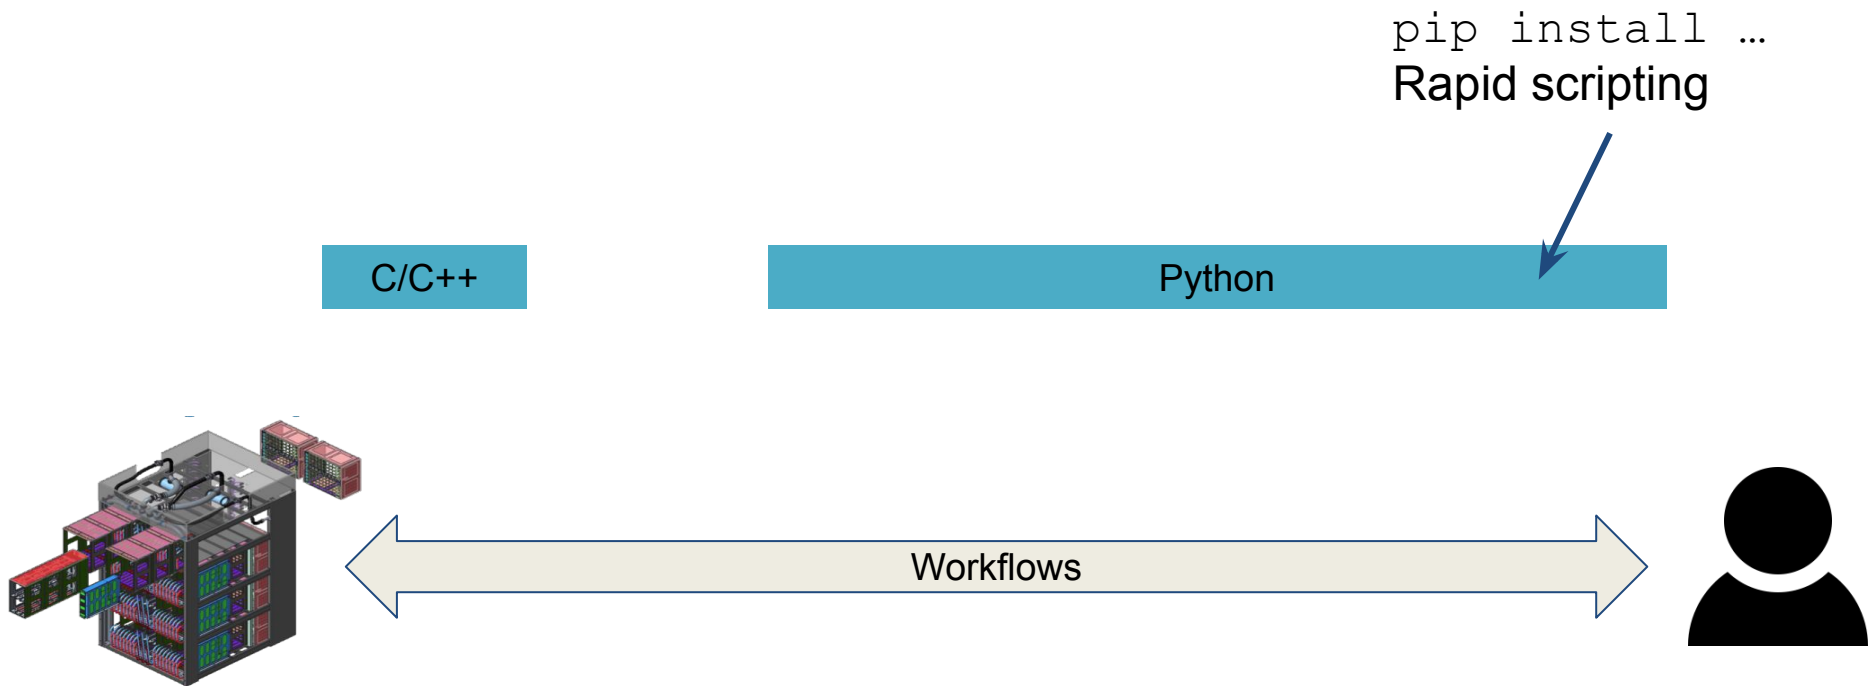 pip install …
Rapid scripting
C/C++
Python
Workflows